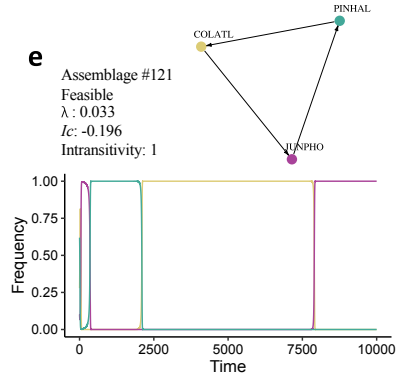 PINHAL
COLATL
e
Assemblage #121
Feasible
λ : 0.033
Ic: -0.196
Intransitivity: 1
JUNPHO
1.00
0.75
0.50
0.25
0.00
Frequency
0
2500
5000
7500
10000
Time